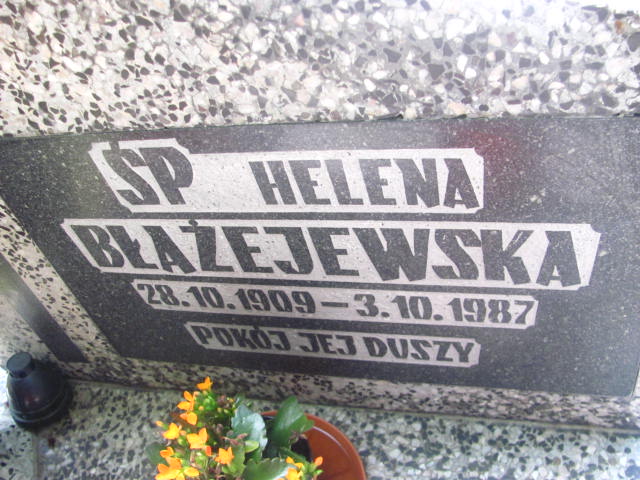 ŚP HELENA
BŁAŻEJEWSKA
28.10.1909 – 3.10.1987
POKÓJ JEJ DUSZY